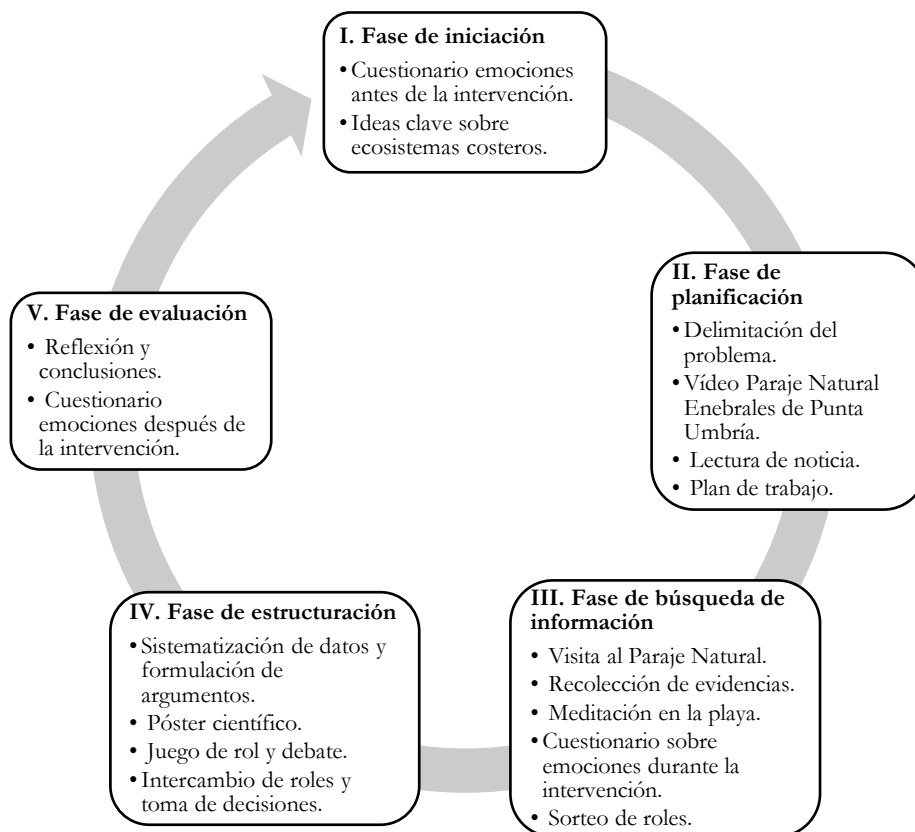 I. Fase de iniciación
• Cuestionario emociones
antes de la intervención.
• Ideas clave sobre
ecosistemas costeros.
II. Fase de
planificación
• Delimitación del
problema.
• Vídeo Paraje Natural
Enebrales de Punta
Umbría.
• Lectura de noticia.
• Plan de trabajo.
III. Fase de búsqueda de
información
• Visita al Paraje Natural.
• Recolección de evidencias.
• Meditación en la playa.
• Cuestionario sobre
emociones durante la
intervención.
• Sorteo de roles.
IV. Fase de estructuración
• Sistematización de datos y
formulación de
argumentos.
• Póster científico.
• Juego de rol y debate.
• Intercambio de roles y
toma de decisiones.
V. Fase de evaluación
• Reflexión y
conclusiones.
• Cuestionario
emociones después de
la intervención.